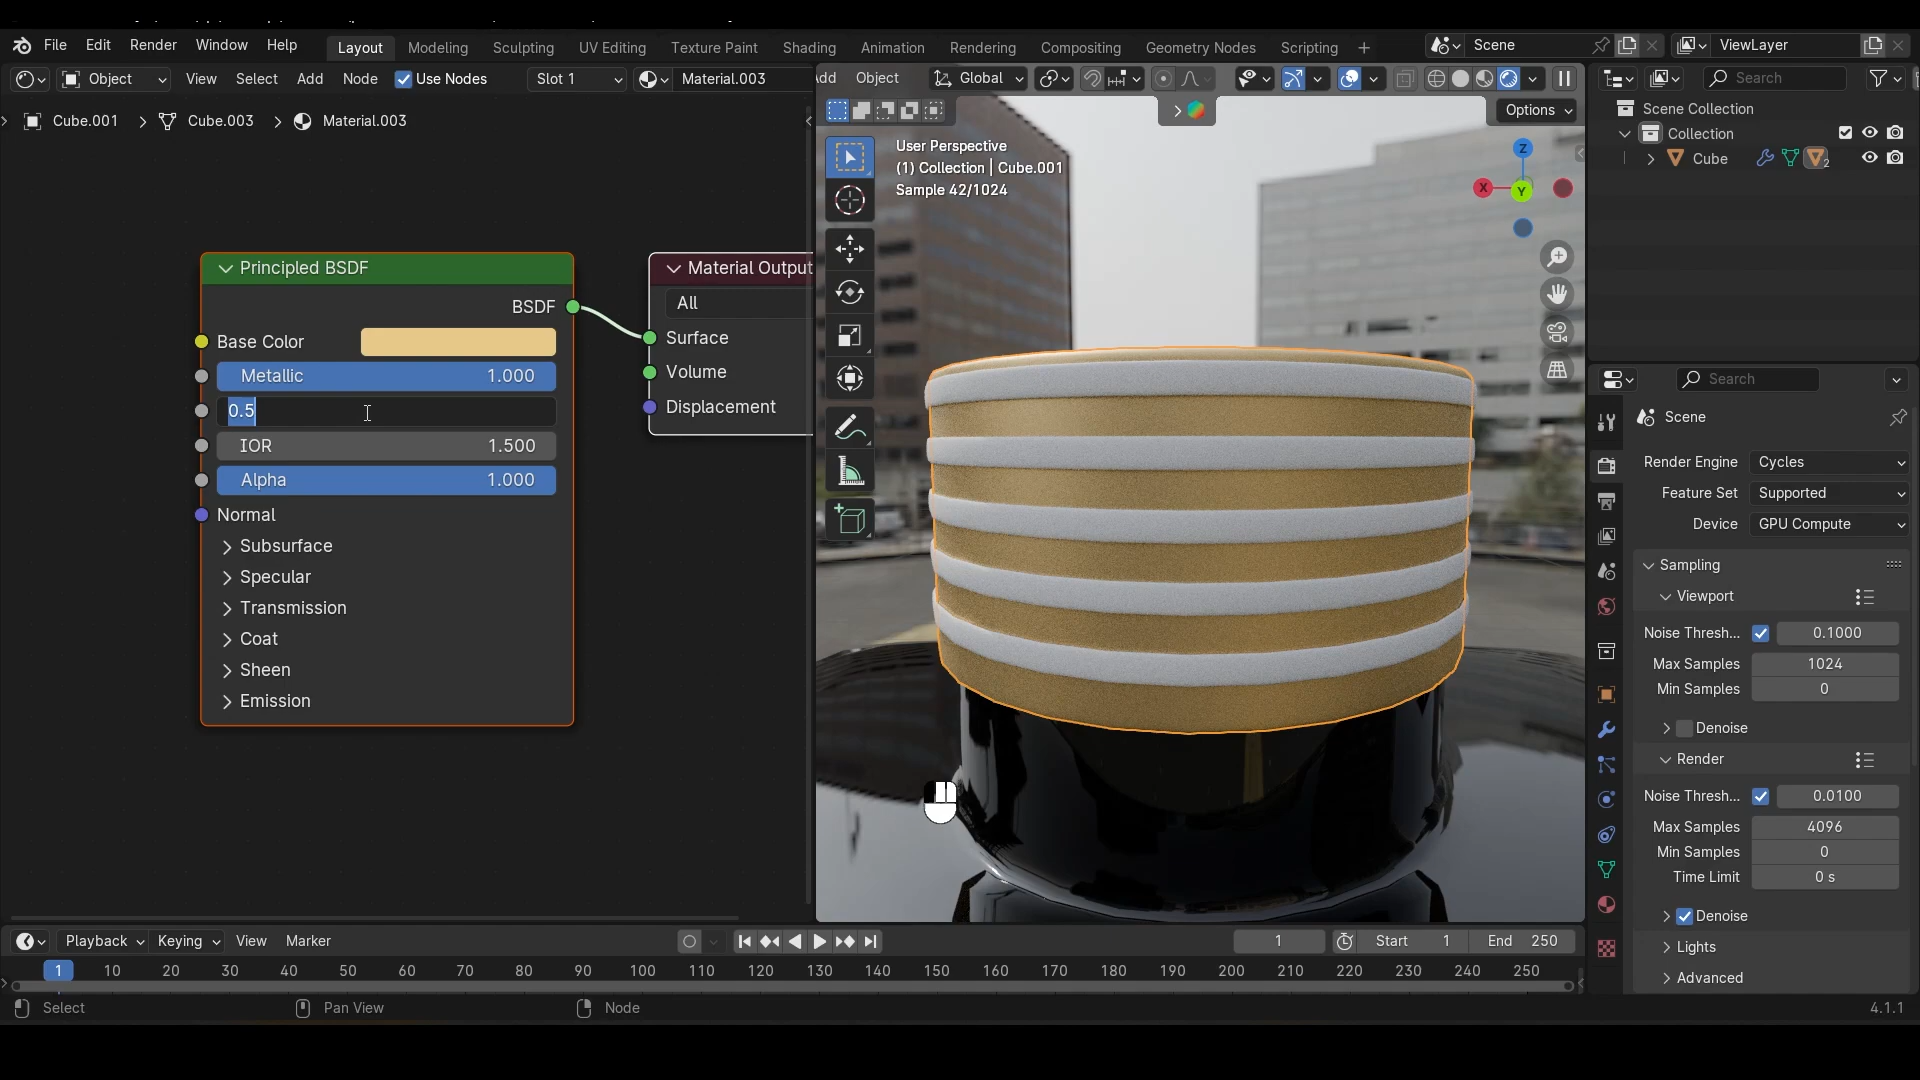 File Edit Render Window Help Layout Modeling Sculpting UV Editing Texture Paint Shading Animation Rendering Compositing Geometry Nodes Scripting Scene ViewLayer
Object View Select Add Node Use Nodes Slot 1 Material.003 Object Global Search
Options
Cube.001 Cube.003 Material.003
User Perspective
(1) Collection | Cube.001
Sample 42/1024
Z
X
Y
Scene Collection
Collection
Cube 2
Principled BSDF
BSDF
Base Color
Metallic 1.000
0.5
IOR 1.500
Alpha 1.000
Normal
Subsurface
Specular
Transmission
Coat
Sheen
Emission
Material Output
All
Surface
Volume
Displacement
Search
Scene
Render Engine Cycles
Feature Set Supported
Device GPU Compute
Sampling
Viewport
Noise Thresh... 0.1000
Max Samples 1024
Min Samples 0
Denoise
Render
Noise Thresh... 0.0100
Max Samples 4096
Min Samples 0
Time Limit 0 s
Denoise
Lights
Advanced
Playback Keying View Marker 1 Start 1 End 250
1 10 20 30 40 50 60 70 80 90 100 110 120 130 140 150 160 170 180 190 200 210 220 230 240 250
Select Pan View Node 4.1.1